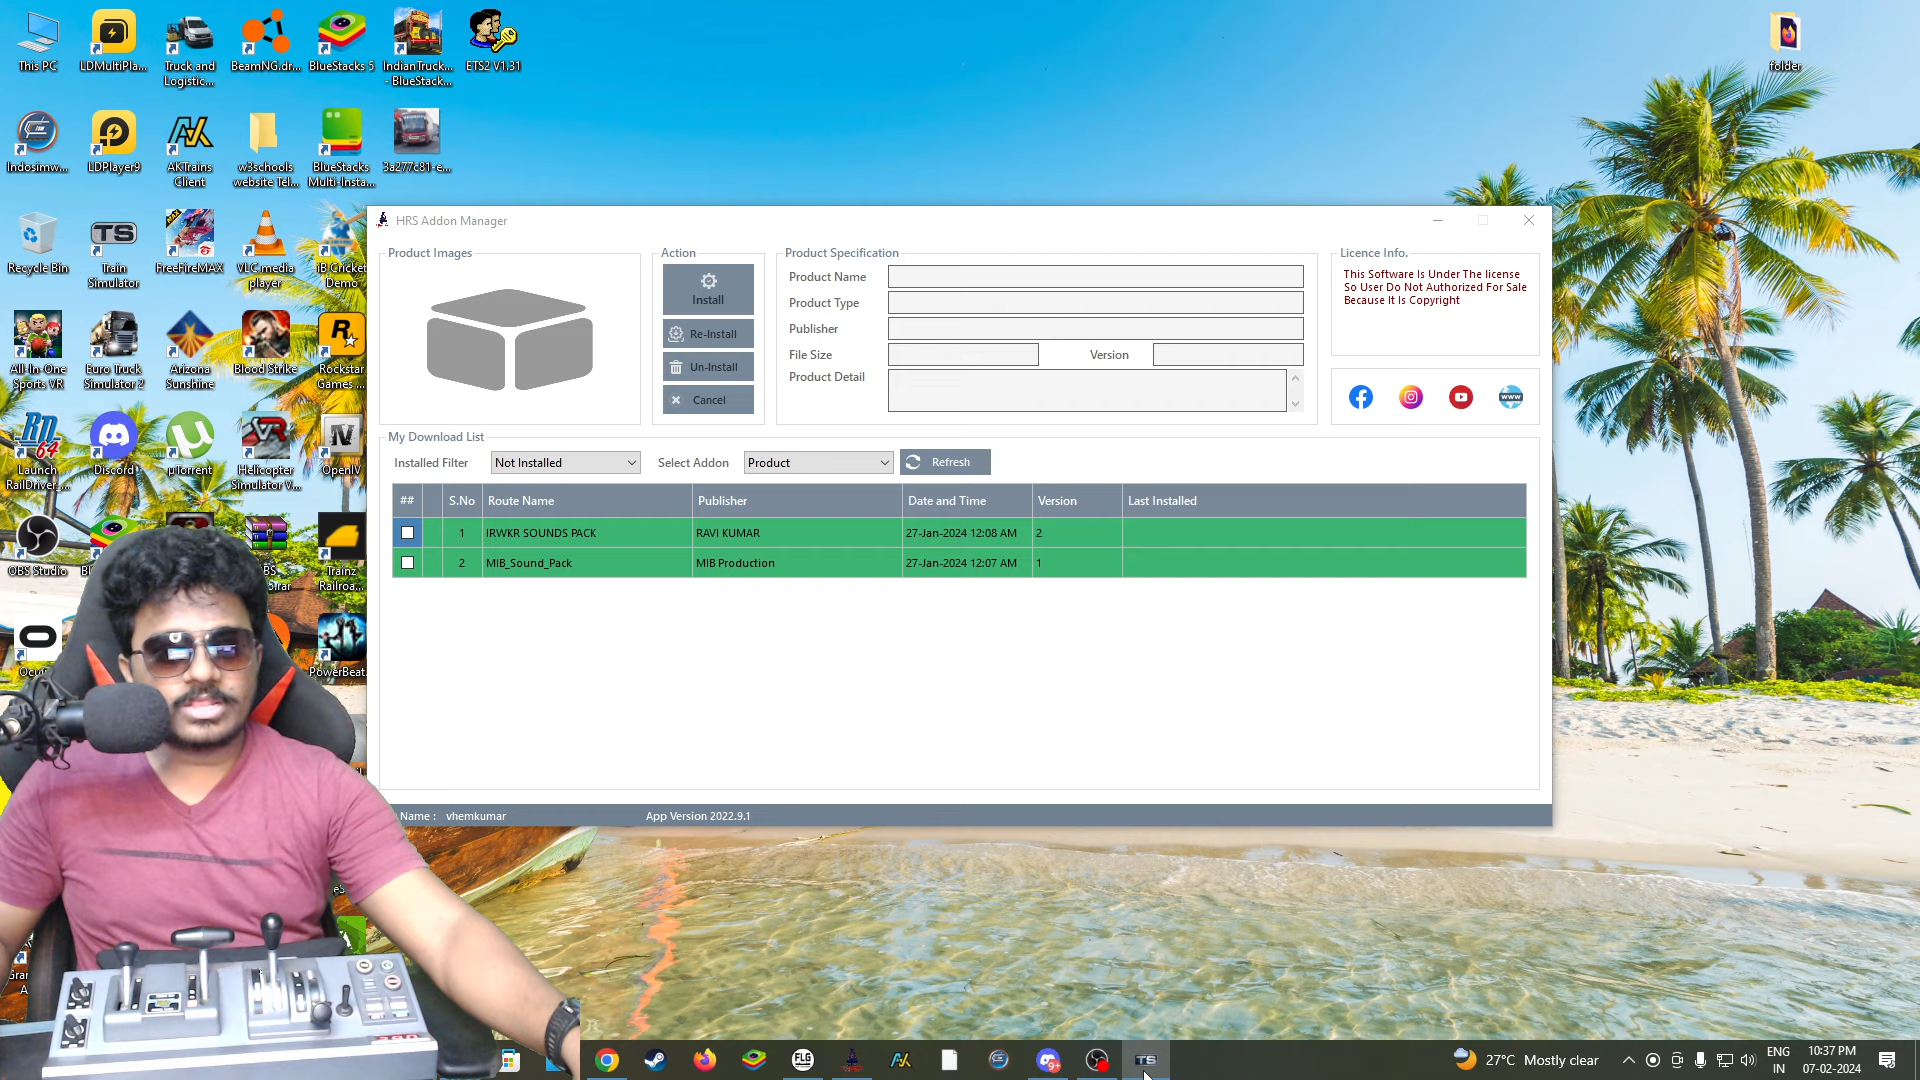 This PC
LDMultiPla...
Truck and
Logistic...
BeamNG.dr...
BlueStacks 5
IndianTruck...
- BlueStack...
ETS2 V1.31
folder
Indosimw...
LDPlayer9
AKTrains
Client
w3schools
website Tel...
BlueStacks
Multi-Insta...
3a277c81-e...
Recycle Bin
Train
Simulator
FreeFireMAX
VLC media
player
iB Cricket
Demo
All-In-One
Sports VR
Euro Truck
Simulator 2
Arizona
Sunshine
Blood Strike
Rockstar
Games ...
Launch
RailDriver_...
Discord
µTorrent
Helicopter
Simulator V...
OpenIV
OBS Studio
Trainz
Railroa...
PowerBeat...
HRS Addon Manager
Product Images
Action
Install
Re-Install
Un-Install
Cancel
Product Specification
Product Name
Product Type
Publisher
File Size
Version
Product Detail
Licence Info.
This Software Is Under The license
So User Do Not Authorized For Sale
Because It Is Copyright
My Download List
Installed Filter
Not Installed
Select Addon
Product
Refresh
## S.No Route Name Publisher Date and Time Version Last Installed
1 IRWKR SOUNDS PACK RAVI KUMAR 27-Jan-2024 12:08 AM 2
2 MIB_Sound_Pack MIB Production 27-Jan-2024 12:07 AM 1
Name : vhemkumar
App Version 2022.9.1
27°C Mostly clear
ENG
IN
10:37 PM
07-02-2024